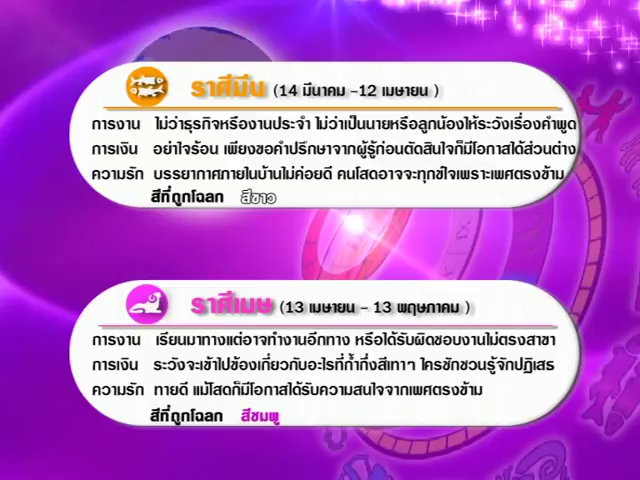 ราศีมีน (14 มีนาคม -12 เมษายน )
การงาน ไม่ว่าธุรกิจหรืองานประจำ ไม่ว่าเป็นนายหรือลูกน้องให้ระวังเรื่องคำพูด
การเงิน อย่าใจร้อน เพียงขอคำปรึกษาจากผู้รู้ก่อนตัดสินใจก็มีโอกาสได้ส่วนต่าง
ความรัก บรรยากาศภายในบ้านไม่ค่อยดี คนโสดอาจจะทุกข์ใจเพราะเพศตรงข้าม
สีที่ถูกโฉลก สีขาว
ราศีเมษ (13 เมษายน - 13 พฤษภาคม )
การงาน เรียนมาทางแต่อาจทำงานอีกทาง หรือได้รับผิดชอบงานไม่ตรงสาขา
การเงิน ระวังจะเข้าไปข้องเกี่ยวกับอะไรที่ก้ำกึ่งสีเทาๆ ใครชักชวนรู้จักปฏิเสธ
ความรัก ทายดี แม้โสดก็มีโอกาสได้รับความสนใจจากเพศตรงข้าม
สีที่ถูกโฉลก สีชมพู